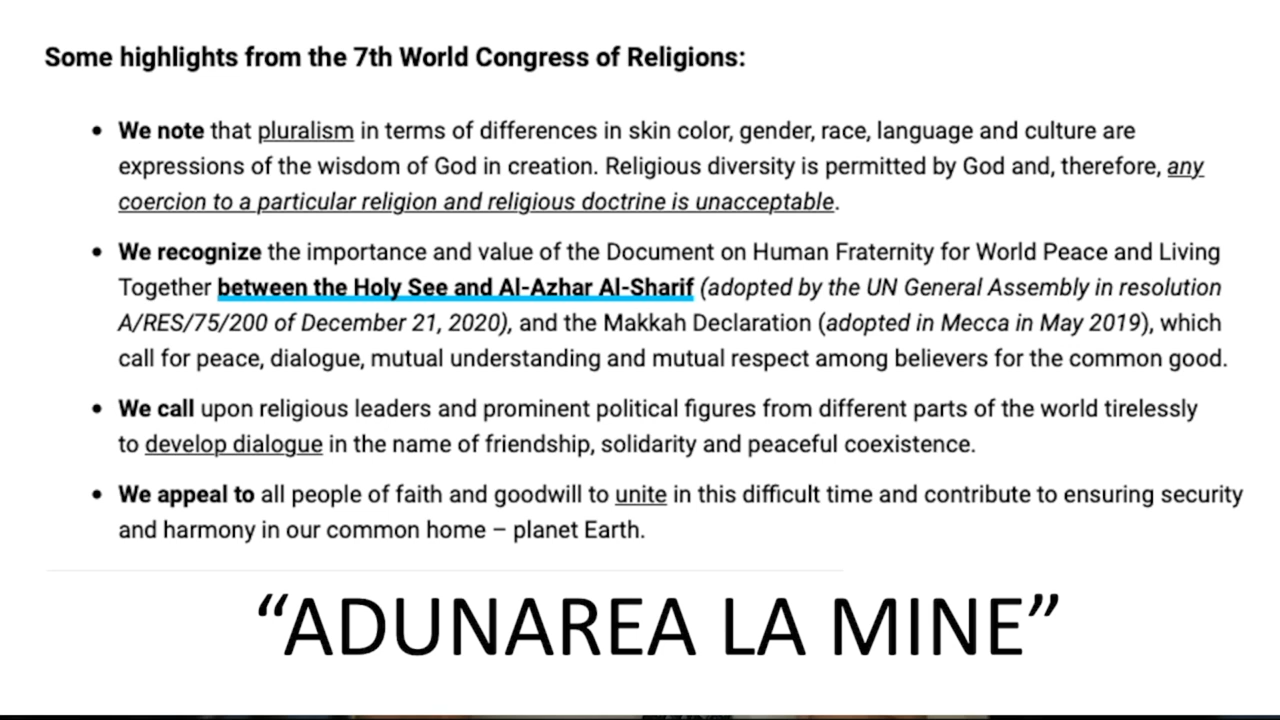 Some highlights from the 7th World Congress of Religions:
• We note that pluralism in terms of differences in skin color, gender, race, language and culture are
expressions of the wisdom of God in creation. Religious diversity is permitted by God and, therefore, any
coercion to a particular religion and religious doctrine is unacceptable.
• We recognize the importance and value of the Document on Human Fraternity for World Peace and Living
Together between the Holy See and Al-Azhar Al-Sharif (adopted by the UN General Assembly in resolution
A/RES/75/200 of December 21, 2020), and the Makkah Declaration (adopted in Mecca in May 2019), which
call for peace, dialogue, mutual understanding and mutual respect among believers for the common good.
• We call upon religious leaders and prominent political figures from different parts of the world tirelessly
to develop dialogue in the name of friendship, solidarity and peaceful coexistence.
• We appeal to all people of faith and goodwill to unite in this difficult time and contribute to ensuring security
and harmony in our common home – planet Earth.
“ADUNAREA LA MINE”